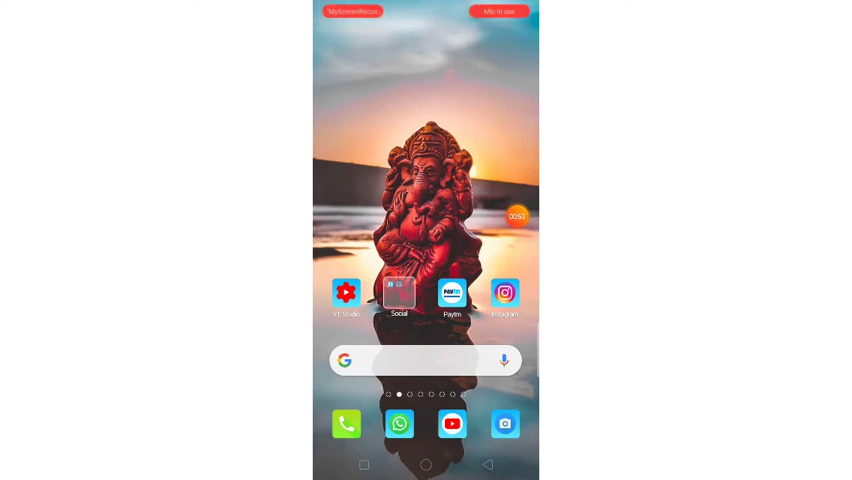 'MyScreenRecor
Mic in use
00:53
YT Studio
Social
Paytm
Instagram